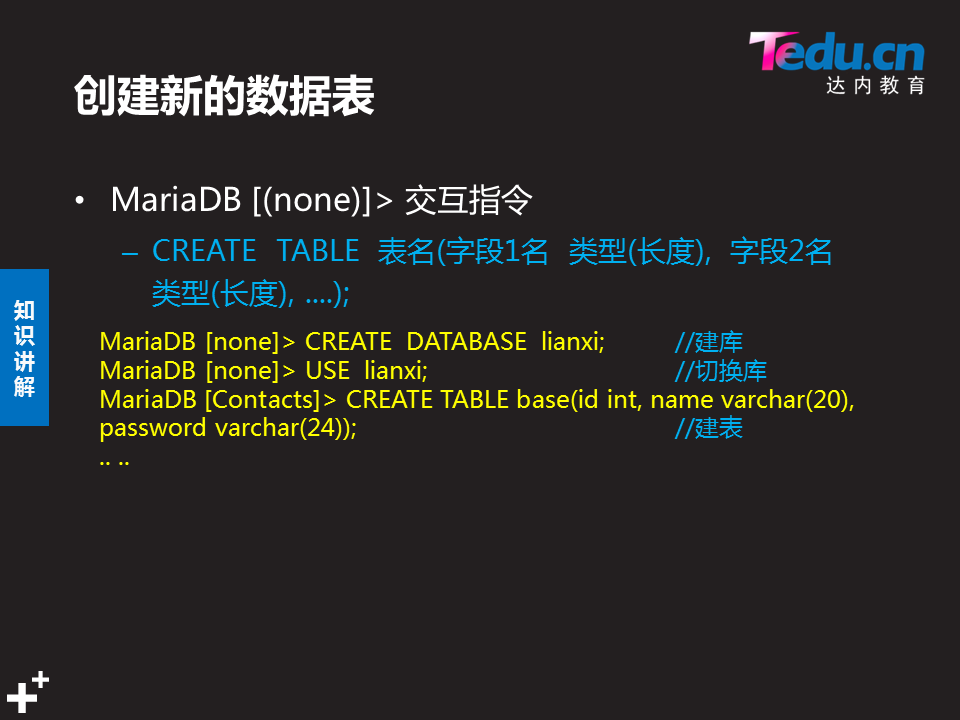 Tedu.cn
达内教育
创建新的数据表
• MariaDB [(none)]> 交互指令
– CREATE TABLE 表名(字段1名 类型(长度), 字段2名
类型(长度), ....);
知识讲解
MariaDB [none]> CREATE DATABASE lianxi; //建库
MariaDB [none]> USE lianxi; //切换库
MariaDB [Contacts]> CREATE TABLE base(id int, name varchar(20),
password varchar(24)); //建表
.. ..